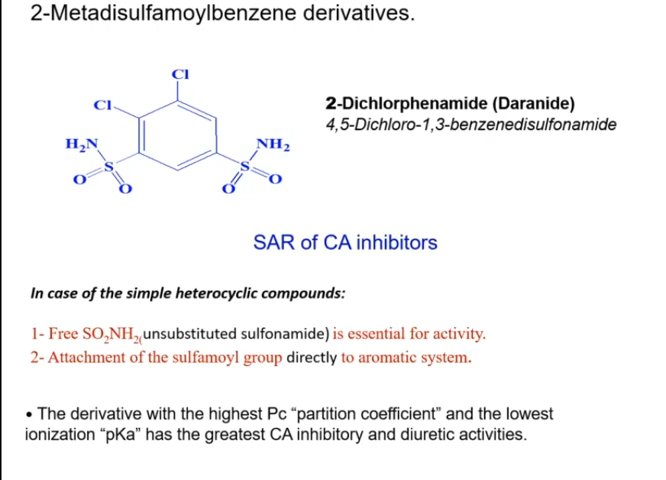 2-Metadisulfamoylbenzene derivatives.
Cl
Cl
H₂N
NH₂
S
S
O
O
O
O
2-Dichlorphenamide (Daranide)
4,5-Dichloro-1,3-benzenedisulfonamide
SAR of CA inhibitors
In case of the simple heterocyclic compounds:
1- Free SO₂NH₂(unsubstituted sulfonamide) is essential for activity.
2- Attachment of the sulfamoyl group directly to aromatic system.
• The derivative with the highest Pc “partition coefficient” and the lowest
ionization “pKa” has the greatest CA inhibitory and diuretic activities.